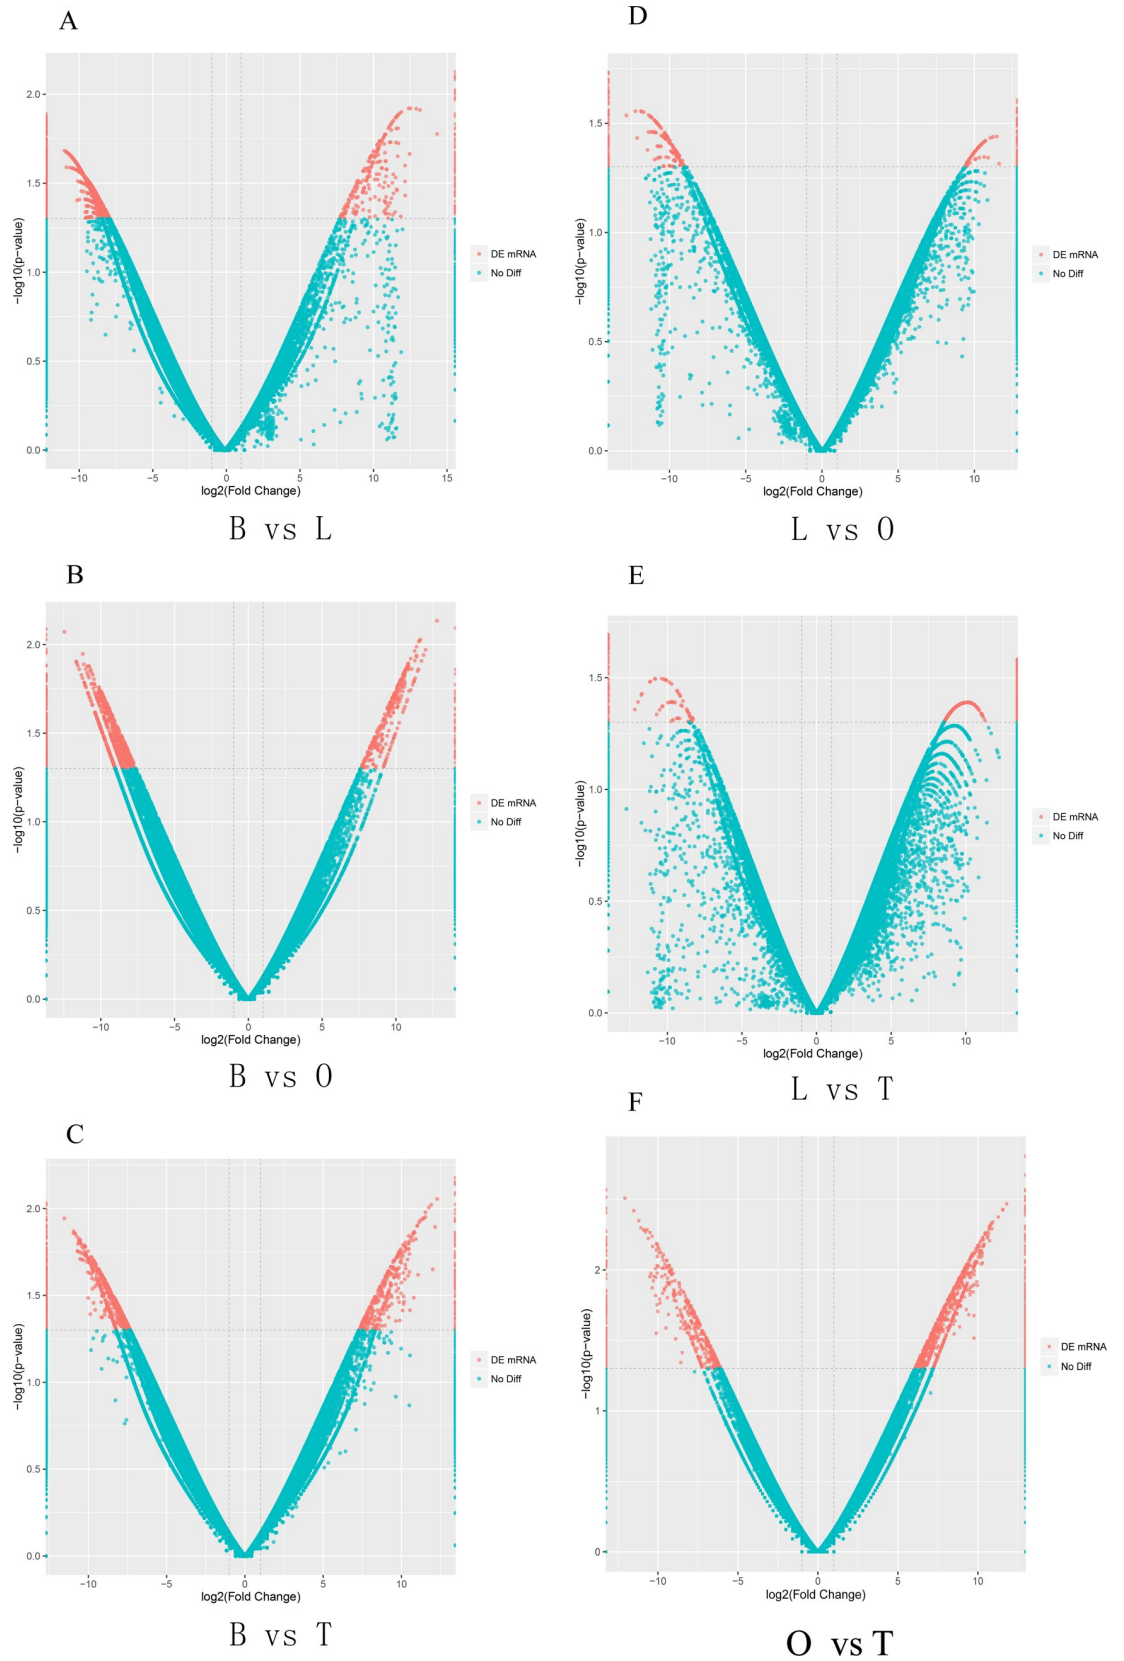 A
2.0
1.5
1.0
0.5
0.0
−log10(p−value)
−10 −5 0 5 10 15
log2(Fold Change)
DE mRNA
No Diff
B vs L
D
1.5
1.0
0.5
0.0
−log10(p−value)
−10 −5 0 5 10
log2(Fold Change)
DE mRNA
No Diff
L vs O
B
2.0
1.5
1.0
0.5
0.0
−log10(p−value)
−10 −5 0 5 10
log2(Fold Change)
DE mRNA
No Diff
B vs O
E
1.5
1.0
0.5
0.0
−log10(p−value)
−10 −5 0 5 10
log2(Fold Change)
DE mRNA
No Diff
L vs T
C
2.0
1.5
1.0
0.5
0.0
−log10(p−value)
−10 −5 0 5 10
log2(Fold Change)
DE mRNA
No Diff
B vs T
F
2
1
0
−log10(p−value)
−10 −5 0 5 10
log2(Fold Change)
DE mRNA
No Diff
O vs T